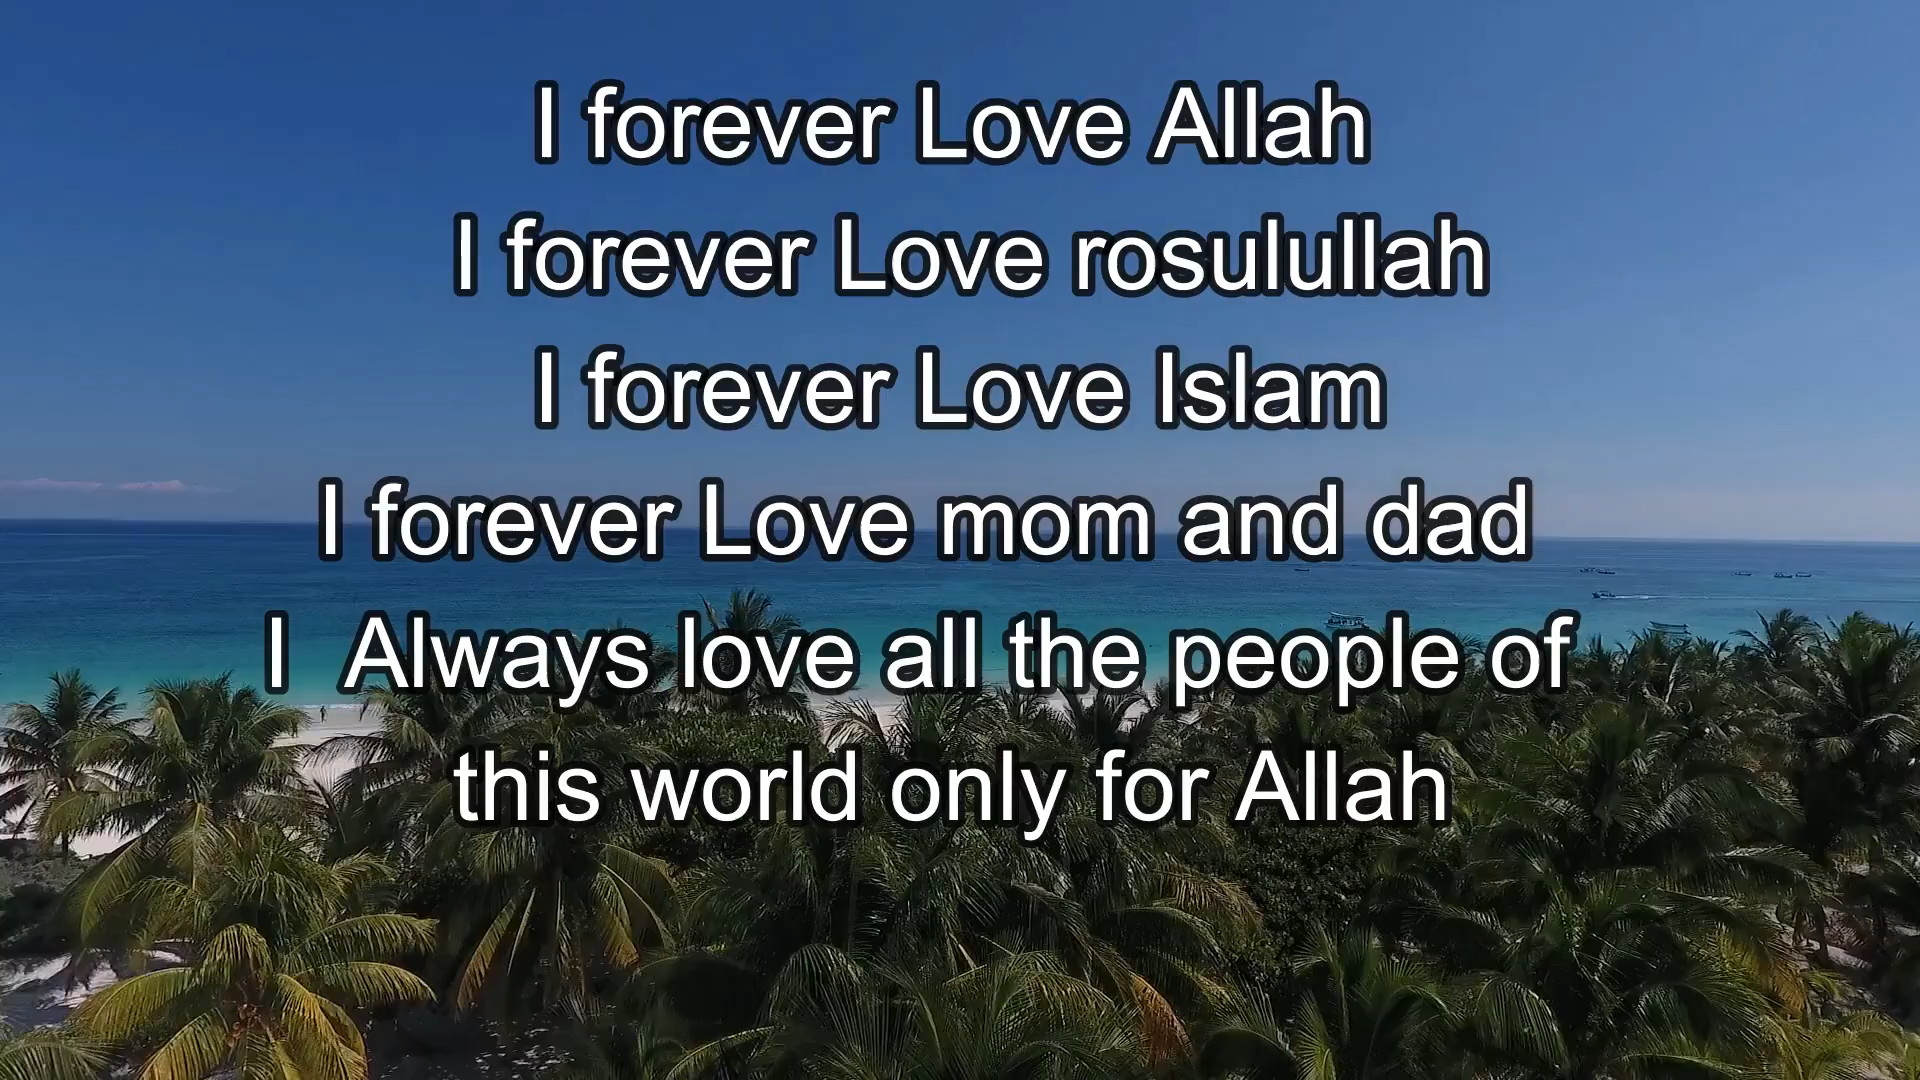 I forever Love Allah
I forever Love rosulullah
I forever Love Islam
I forever Love mom and dad
I  Always love all the people of
this world only for Allah